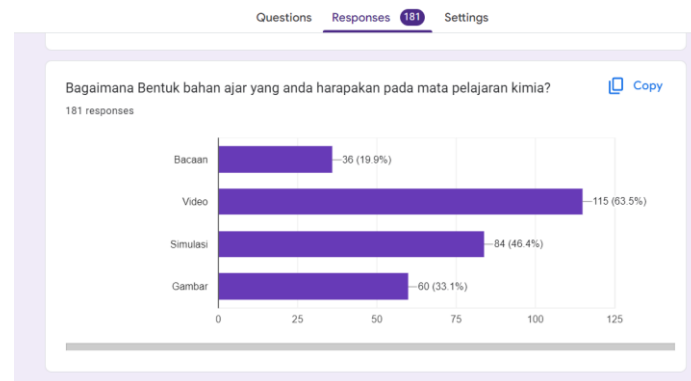 Questions Responses 181 Settings
Bagaimana Bentuk bahan ajar yang anda harapakan pada mata pelajaran kimia?
Copy
181 responses
Bacaan 36 (19.9%)
Video 115 (63.5%)
Simulasi 84 (46.4%)
Gambar 60 (33.1%)
0 25 50 75 100 125